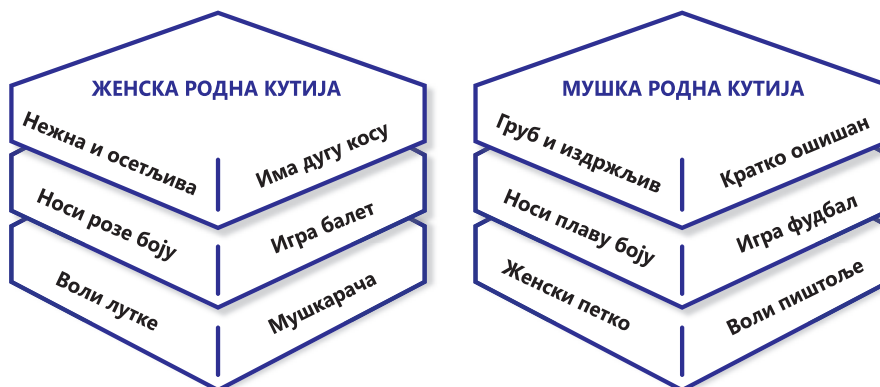 ЖЕНСКА РОДНА КУТИЈА
Нежна и осетљива
Има дугу косу
Носи розе боју
Игра балет
Воли лутке
Мушкарача
МУШКА РОДНА КУТИЈА
Груб и издржљив
Кратко ошишан
Носи плаву боју
Игра фудбал
Женски петко
Воли пиштоље